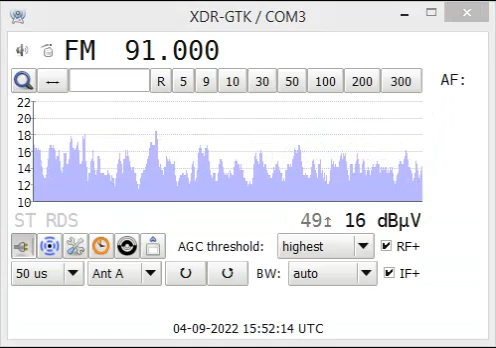 XDR-GTK / COM3
FM 91.000
AF:
R 5 9 10 30 50 100 200 300
22
20
18
16
14
12
10
ST RDS 49↥ 16 dBµV
AGC threshold: highest RF+
50 us Ant A BW: auto IF+
04-09-2022 15:52:14 UTC